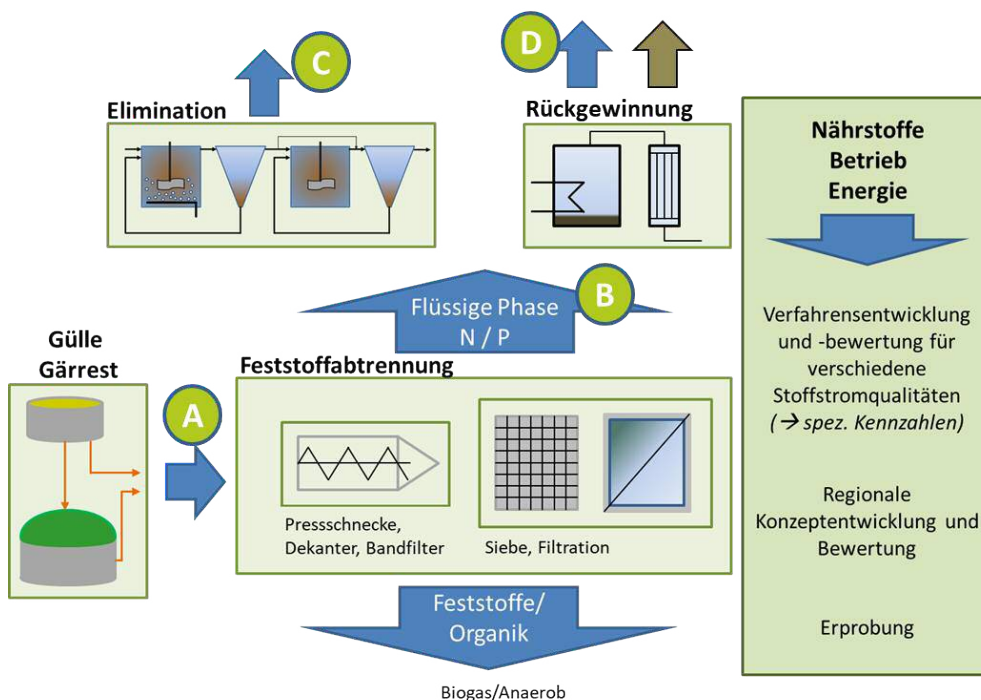 C
D
Elimination
Rückgewinnung
Nährstoffe
Betrieb
Energie
Flüssige Phase
N / P
B
Gülle
Gärrest
A
Feststoffabtrennung
Pressschnecke,
Dekanter, Bandfilter
Siebe, Filtration
Feststoffe/
Organik
Biogas/Anaerob
Verfahrensentwicklung
und -bewertung für
verschiedene
Stoffstromqualitäten
(→ spez. Kennzahlen)
Regionale
Konzeptentwicklung und
Bewertung
Erprobung